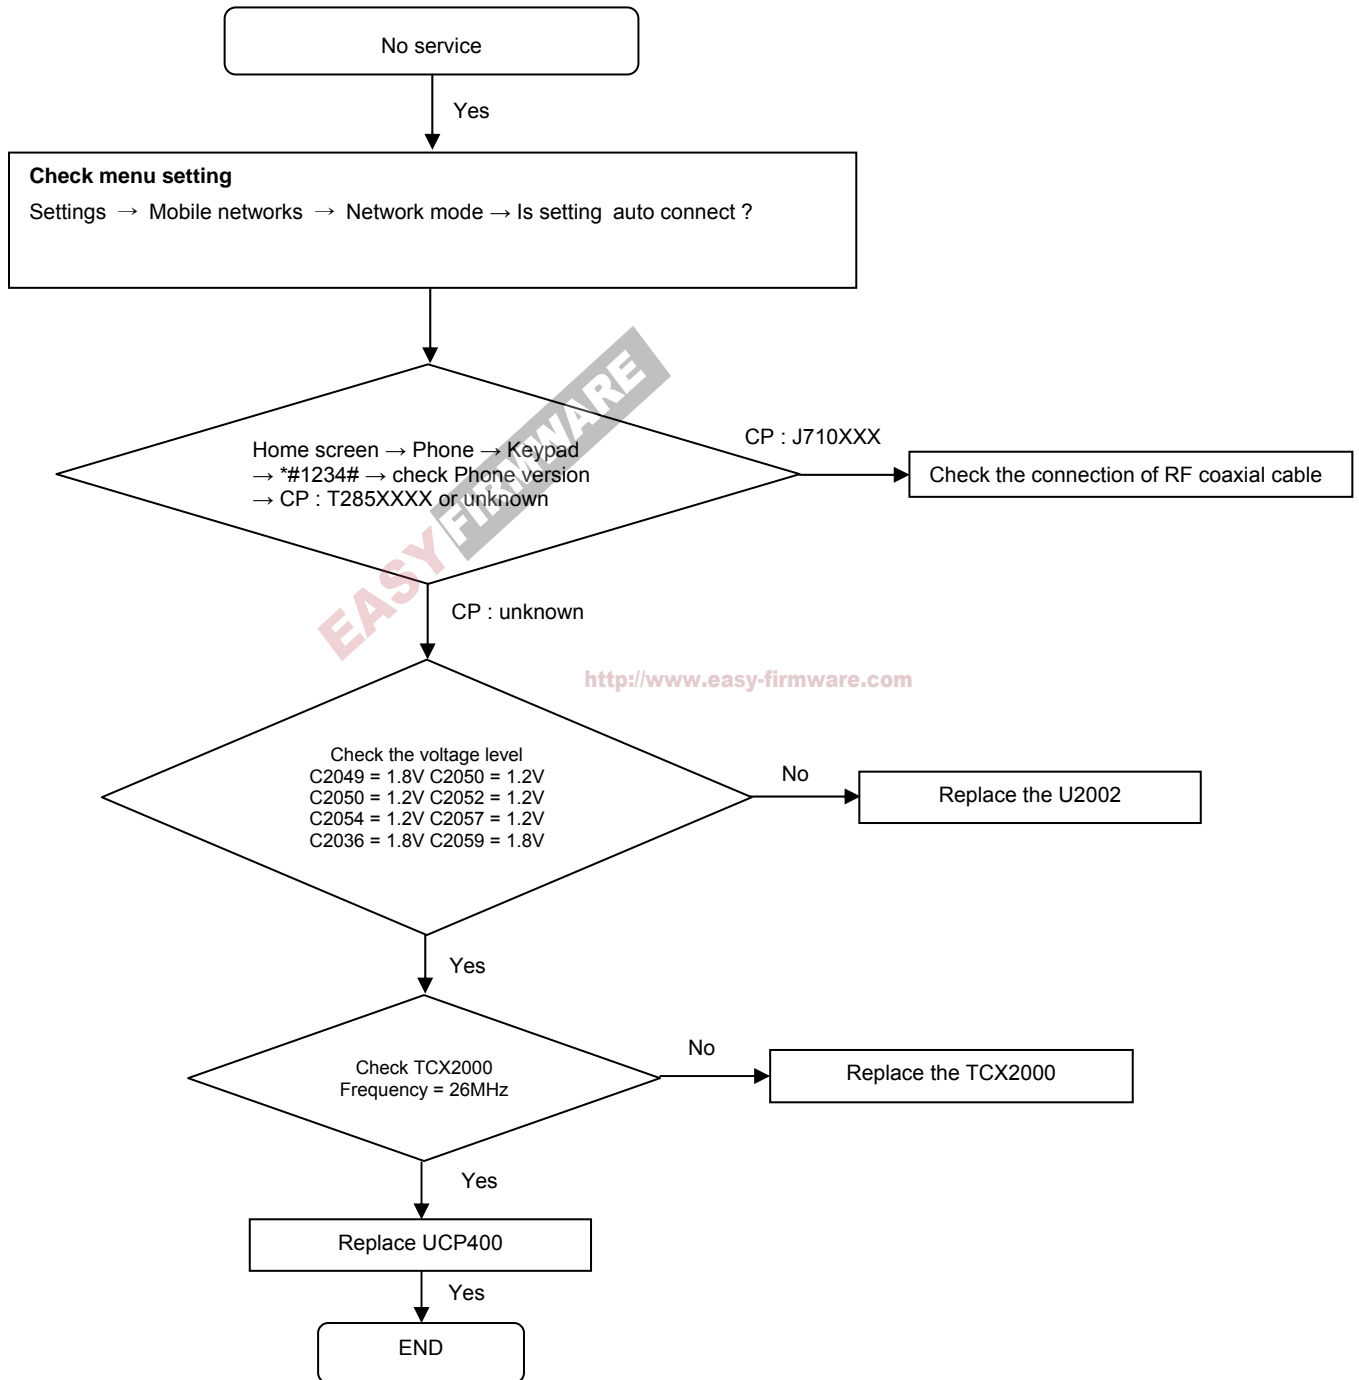 No service
Yes
Check menu setting
Settings → Mobile networks → Network mode → Is setting auto connect ?
Home screen → Phone → Keypad
→ *#1234# → check Phone version
→ CP : T285XXXX or unknown
CP : J710XXX
Check the connection of RF coaxial cable
EASY FIRMWARE
CP : unknown
http://www.easy-firmware.com
Check the voltage level
C2049 = 1.8V C2050 = 1.2V
C2050 = 1.2V C2052 = 1.2V
C2054 = 1.2V C2057 = 1.2V
C2036 = 1.8V C2059 = 1.8V
No
Replace the U2002
Yes
Check TCX2000
Frequency = 26MHz
No
Replace the TCX2000
Yes
Replace UCP400
Yes
END